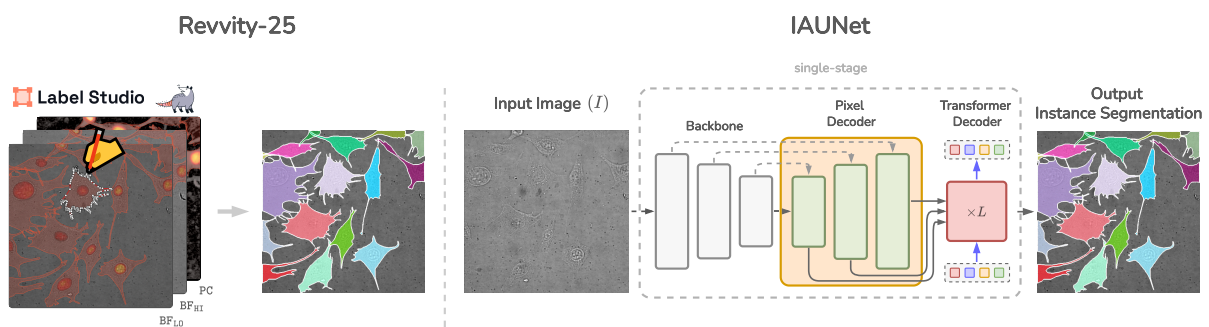 Revvity-25
IAUNet
single-stage
Label Studio
Input Image (I)
Backbone
Pixel
Decoder
Transformer
Decoder
Output
Instance Segmentation
×L
PC
BF_HI
BF_LO